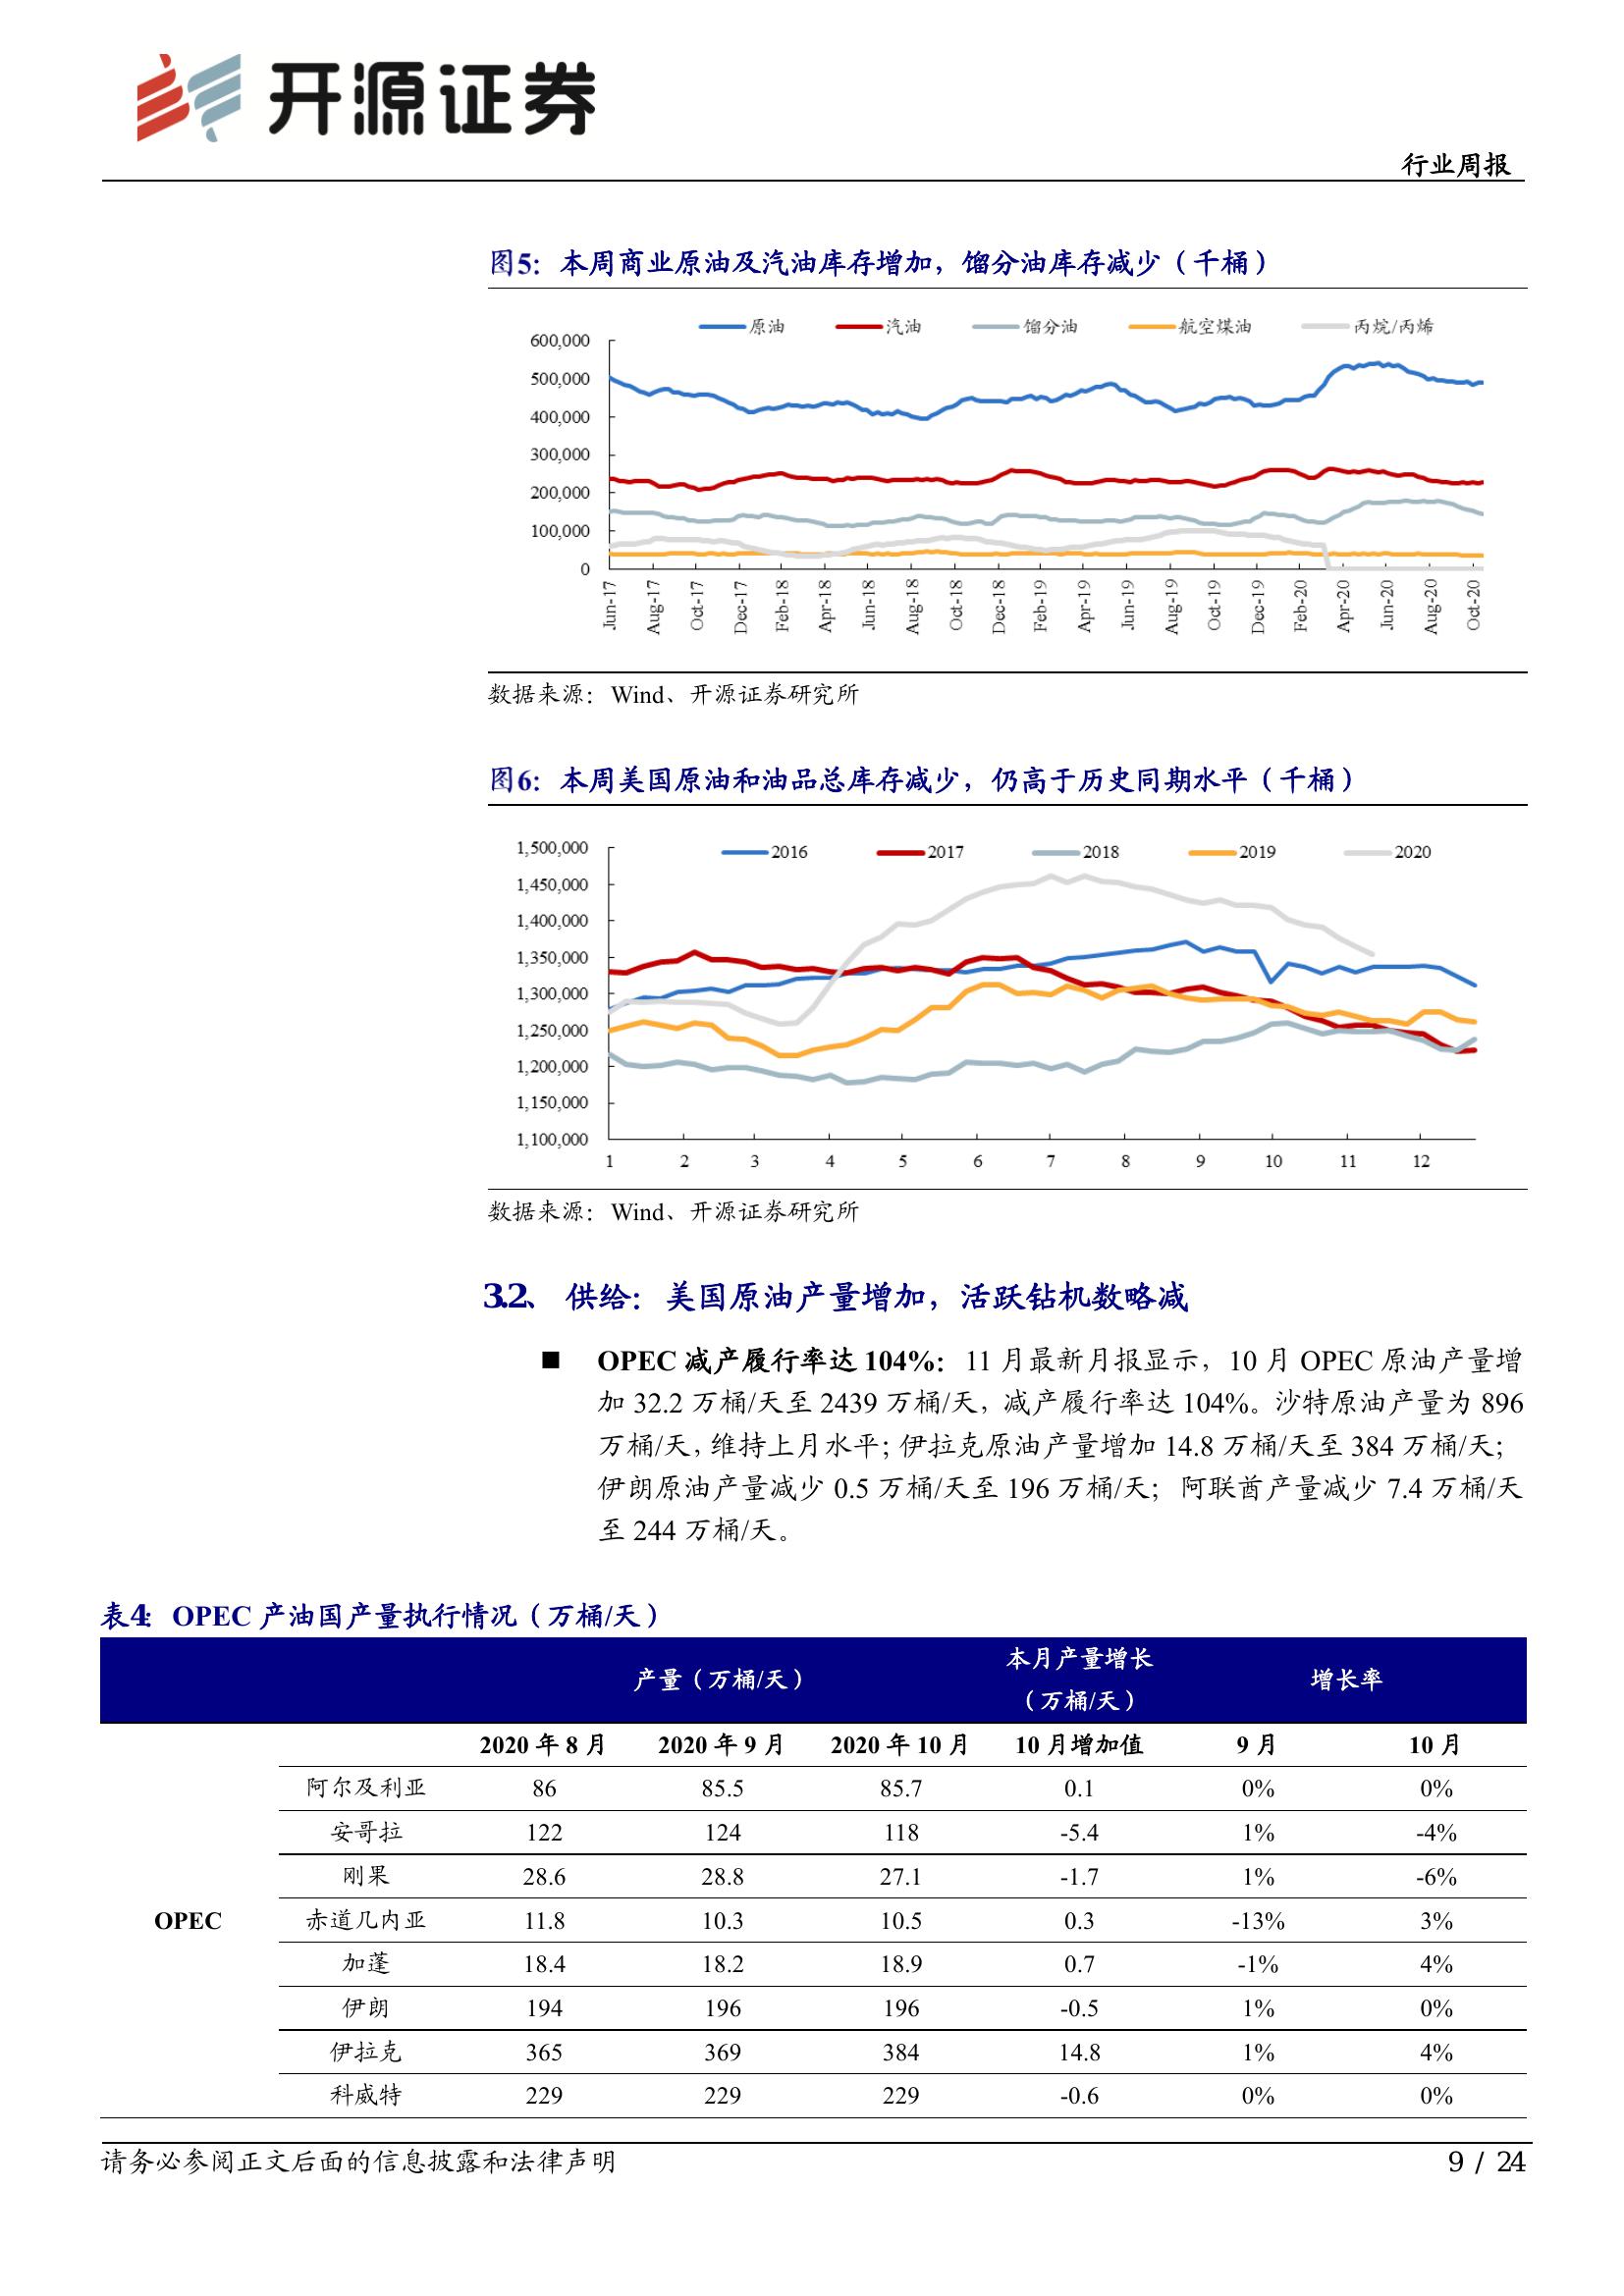 开源证券
行业周报
图5：本周商业原油及汽油库存增加，馏分油库存减少（千桶）
原油 汽油 馏分油 航空煤油 丙烷/丙烯
600,000
500,000
400,000
300,000
200,000
100,000
0
Jun-17 Aug-17 Oct-17 Dec-17 Feb-18 Apr-18 Jun-18 Aug-18 Oct-18 Dec-18 Feb-19 Apr-19 Jun-19 Aug-19 Oct-19 Dec-19 Feb-20 Apr-20 Jun-20 Aug-20 Oct-20
数据来源：Wind、开源证券研究所
图6：本周美国原油和油品总库存减少，仍高于历史同期水平（千桶）
2016 2017 2018 2019 2020
1,500,000
1,450,000
1,400,000
1,350,000
1,300,000
1,250,000
1,200,000
1,150,000
1,100,000
1 2 3 4 5 6 7 8 9 10 11 12
数据来源：Wind、开源证券研究所
3.2、 供给：美国原油产量增加，活跃钻机数略减
■ OPEC 减产履行率达 104%：11 月最新月报显示，10 月 OPEC 原油产量增
加 32.2 万桶/天至 2439 万桶/天，减产履行率达 104%。沙特原油产量为 896
万桶/天，维持上月水平；伊拉克原油产量增加 14.8 万桶/天至 384 万桶/天；
伊朗原油产量减少 0.5 万桶/天至 196 万桶/天；阿联酋产量减少 7.4 万桶/天
至 244 万桶/天。
表4：OPEC 产油国产量执行情况（万桶/天）
产量（万桶/天） 本月产量增长（万桶/天） 增长率
2020 年 8 月 2020 年 9 月 2020 年 10 月 10 月增加值 9 月 10 月
阿尔及利亚 86 85.5 85.7 0.1 0% 0%
安哥拉 122 124 118 -5.4 1% -4%
刚果 28.6 28.8 27.1 -1.7 1% -6%
OPEC 赤道几内亚 11.8 10.3 10.5 0.3 -13% 3%
加蓬 18.4 18.2 18.9 0.7 -1% 4%
伊朗 194 196 196 -0.5 1% 0%
伊拉克 365 369 384 14.8 1% 4%
科威特 229 229 229 -0.6 0% 0%
请务必参阅正文后面的信息披露和法律声明 9 / 24